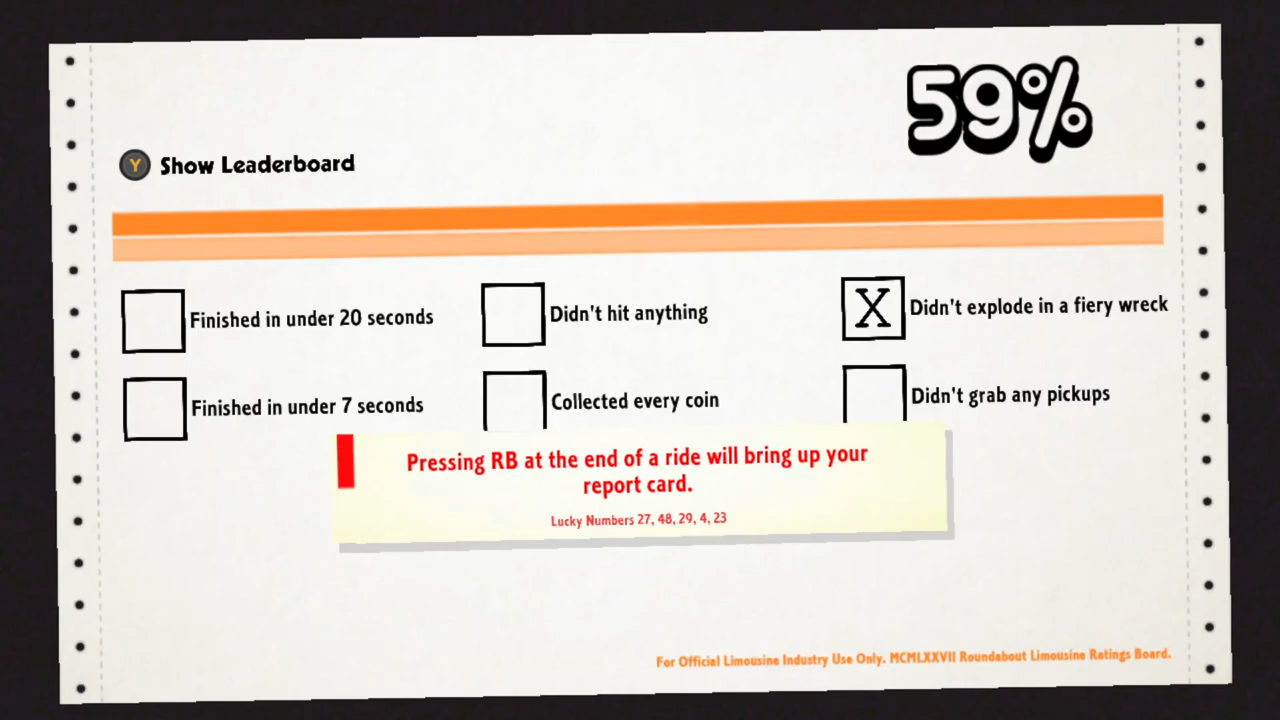 59%
Y Show Leaderboard
Finished in under 20 seconds
Didn't hit anything
X Didn't explode in a fiery wreck
Finished in under 7 seconds
Collected every coin
Didn't grab any pickups
Pressing RB at the end of a ride will bring up your
report card.
Lucky Numbers 27, 48, 29, 4, 23
For Official Limousine Industry Use Only. MCMLXXVII Roundabout Limousine Ratings Board.